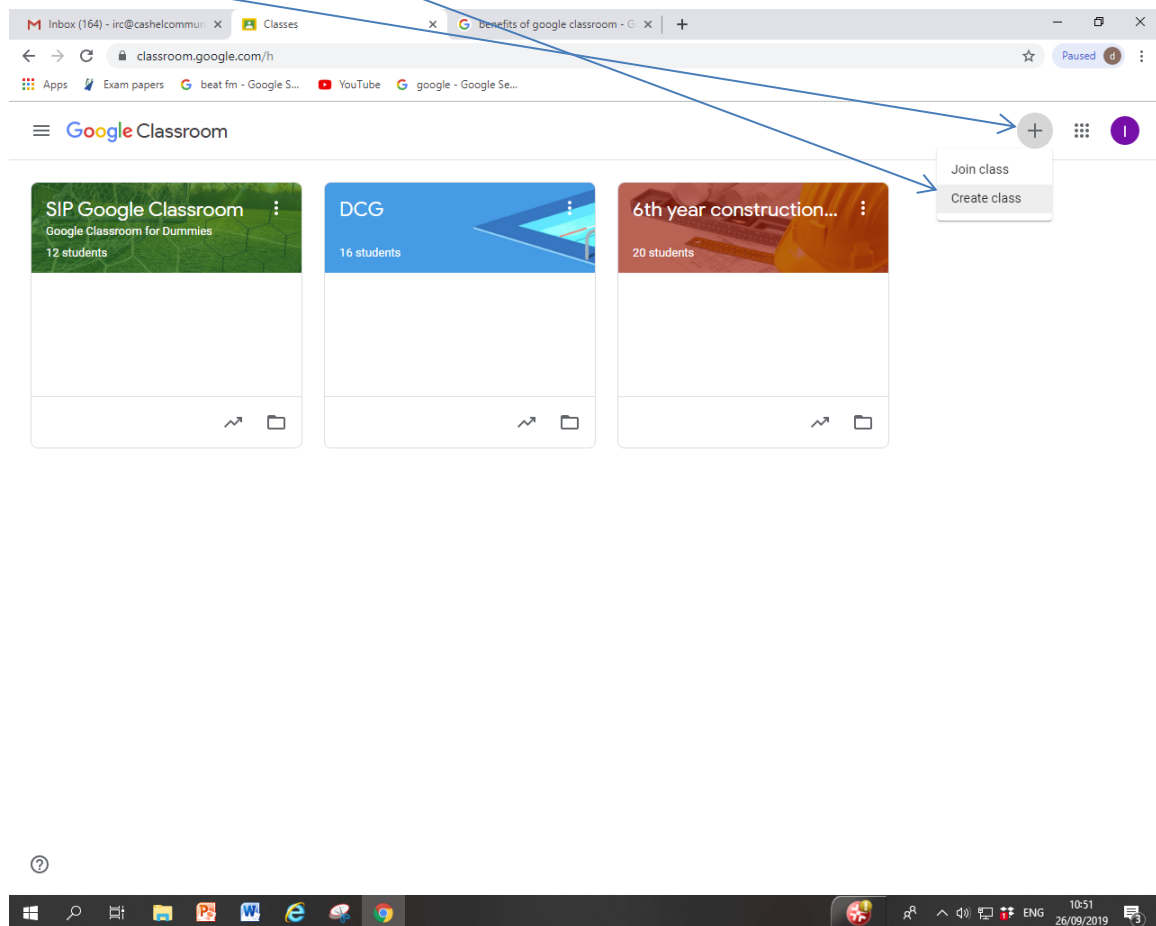 Inbox (164) - irc@cashelcommun
Classes
benefits of google classroom - G
classroom.google.com/h
Paused d
Apps Exam papers beat fm - Google S... YouTube google - Google Se...
Google Classroom
I
Join class
Create class
SIP Google Classroom
Google Classroom for Dummies
12 students
DCG
16 students
6th year construction...
20 students
ENG
10:51
26/09/2019
3